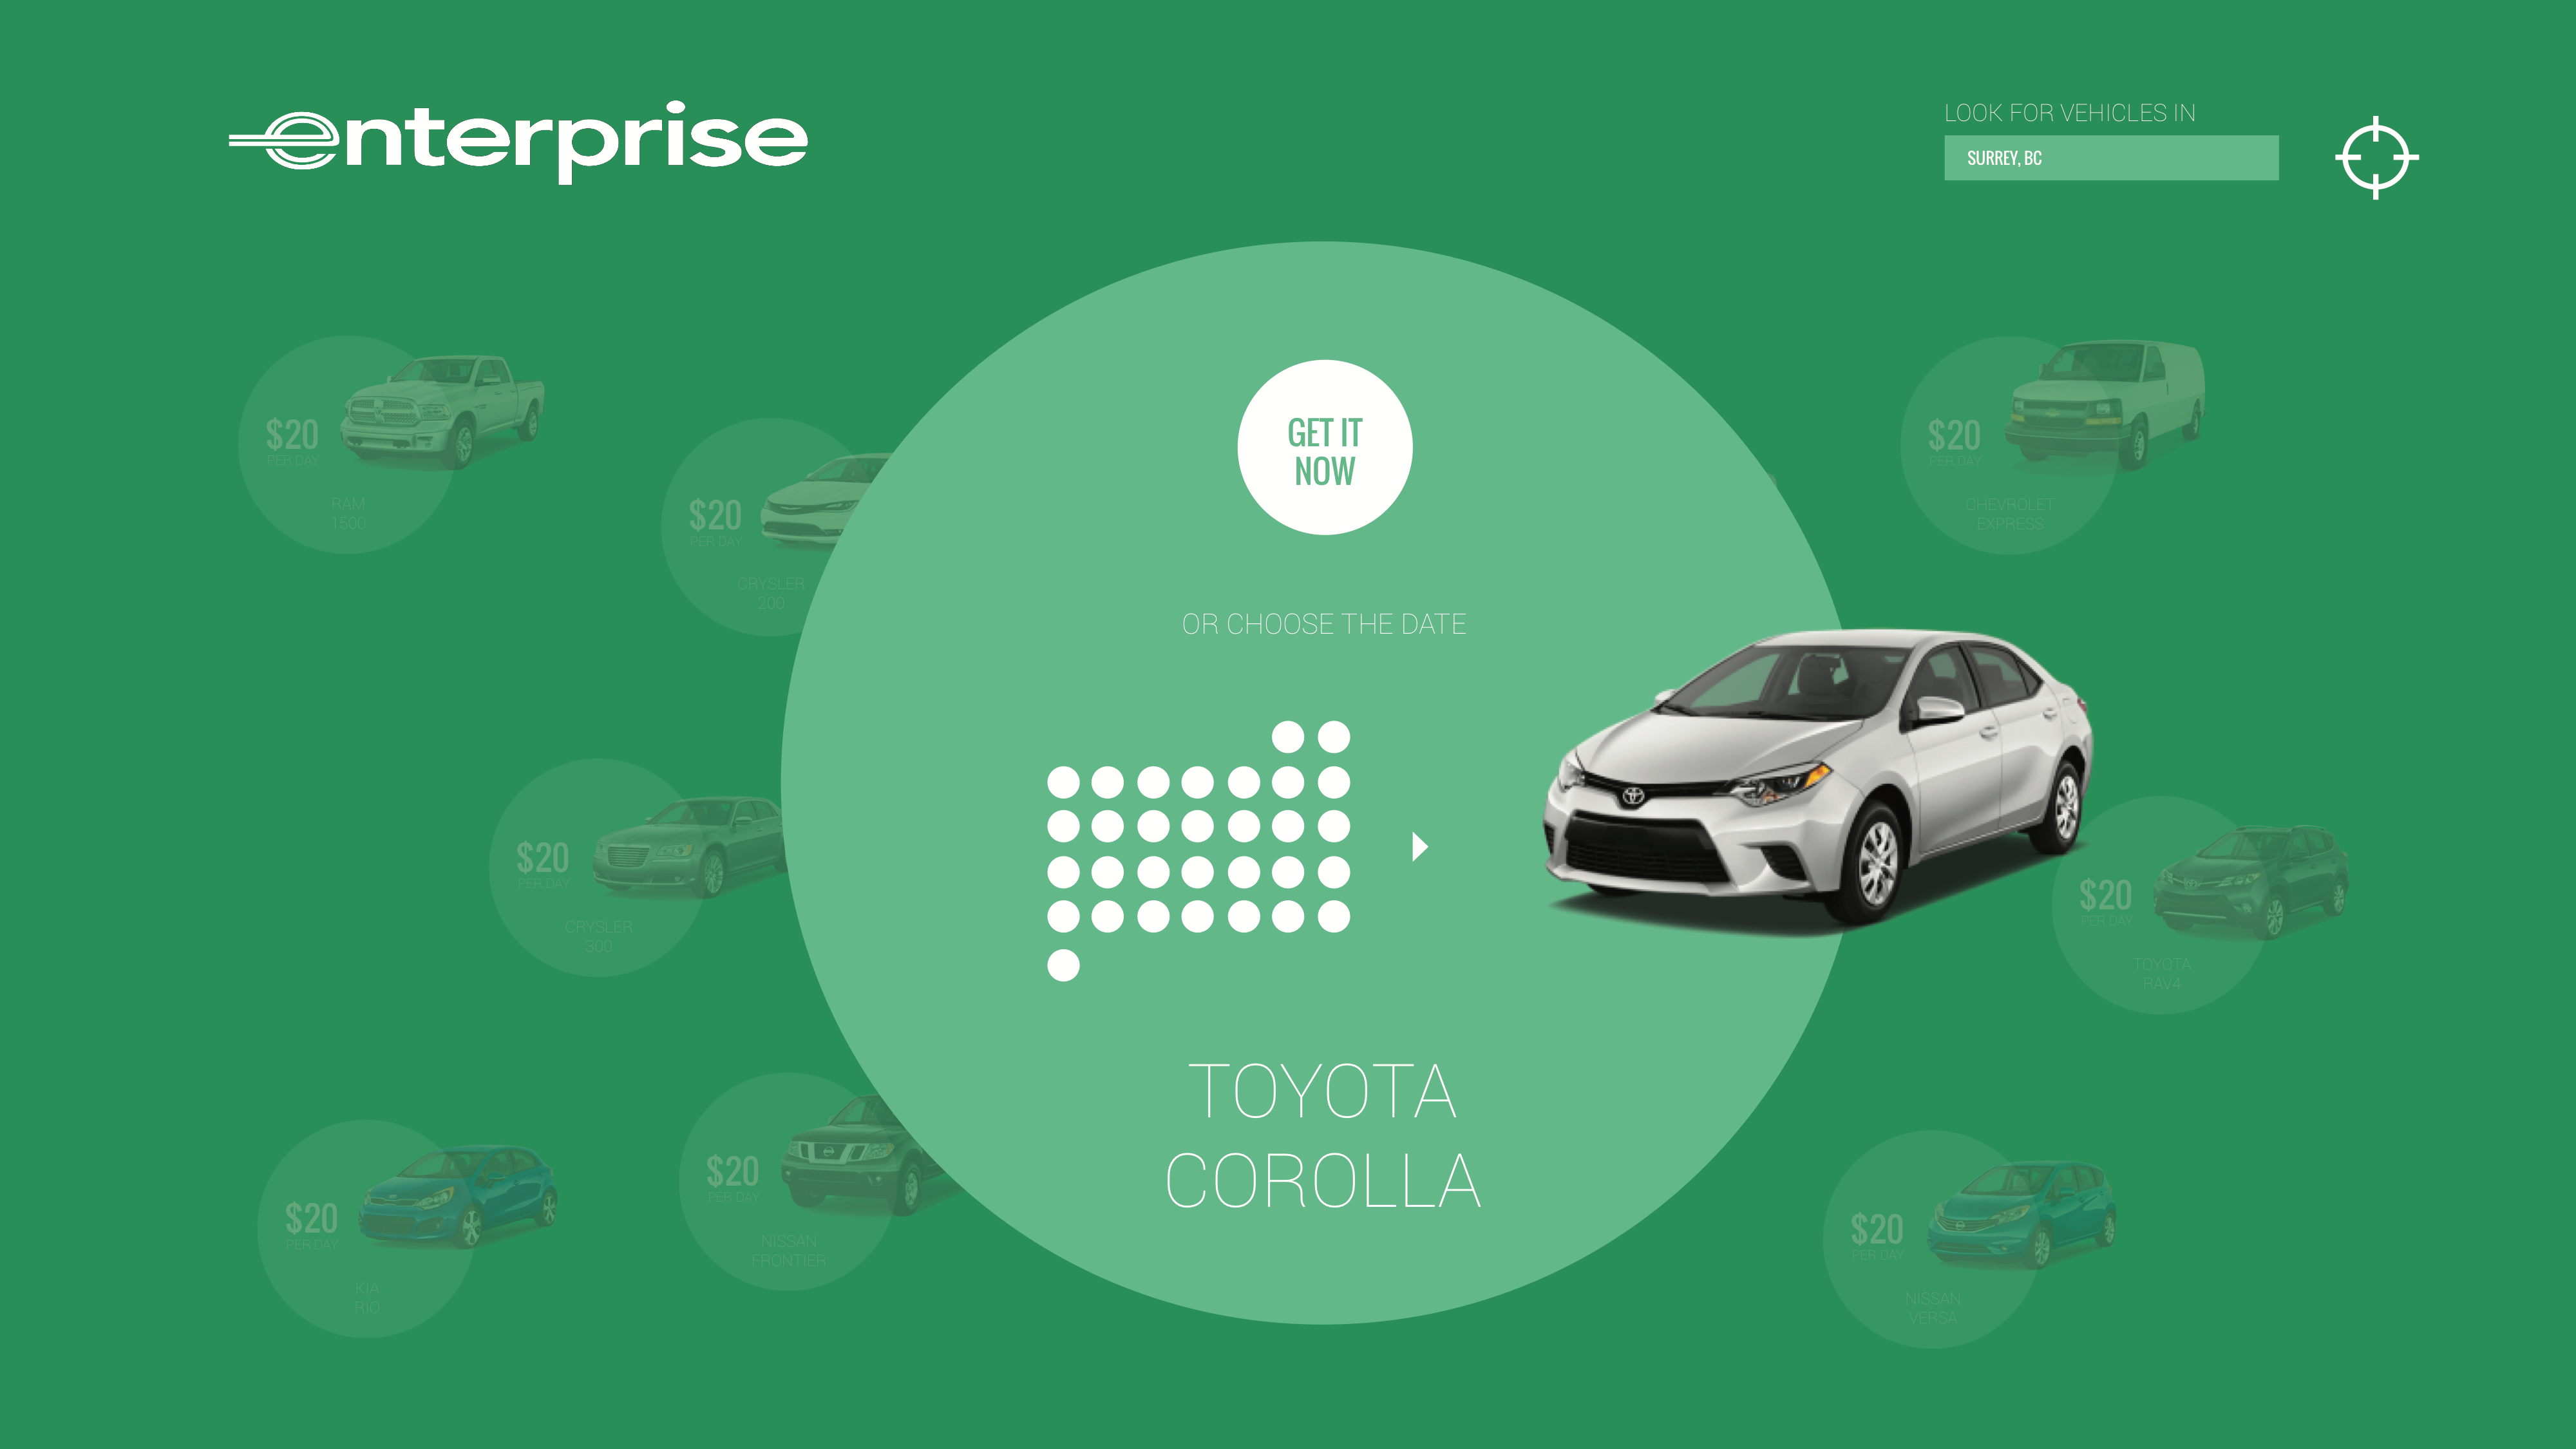 enterprise
LOOK FOR VEHICLES IN
SURREY, BC
$20
PER DAY
RAM
1500
$20
PER DAY
CRYSLER
200
GET IT
NOW
$20
PER DAY
CHEVROLET
EXPRESS
OR CHOOSE THE DATE
$20
PER DAY
CRYSLER
300
$20
PER DAY
TOYOTA
RAV4
TOYOTA
COROLLA
$20
PER DAY
KIA
RIO
$20
PER DAY
NISSAN
FRONTIER
$20
PER DAY
NISSAN
VERSA